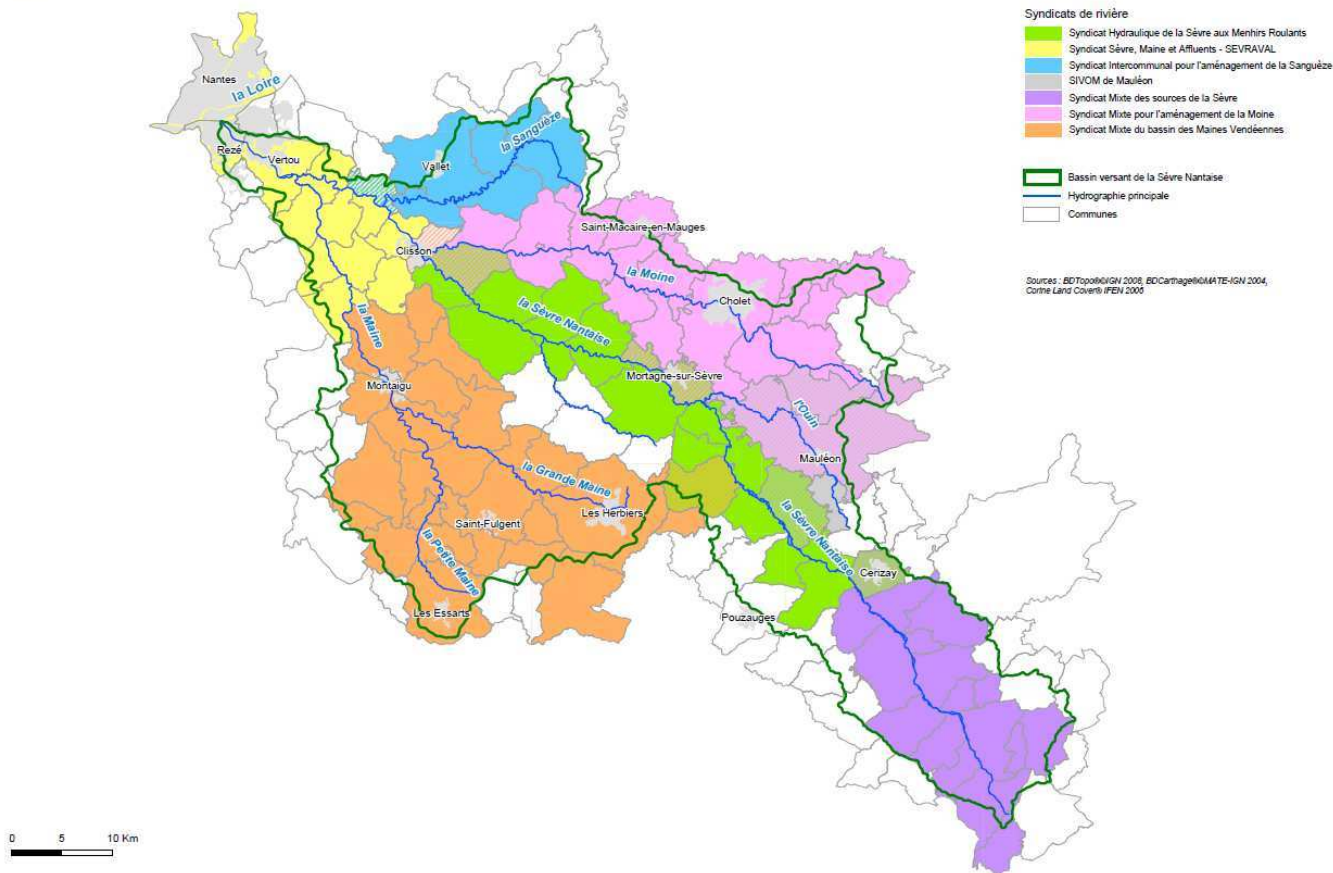 Syndicats de rivière
Syndicat Hydraulique de la Sèvre aux Menhirs Roulants
Syndicat Sèvre, Maine et Affluents - SEVRAVAL
Syndicat Intercommunal pour l'aménagement de la Sanguèze
SIVOM de Mauléon
Syndicat Mixte des sources de la Sèvre
Syndicat Mixte pour l'aménagement de la Moine
Syndicat Mixte du bassin des Maines Vendéennes
Bassin versant de la Sèvre Nantaise
Hydrographie principale
Communes
Sources : BDTopo®©IGN 2008, BDCarthage®©MATE-IGN 2004,
Corine Land Cover® IFEN 2006
Nantes
la Loire
Rezé
Vertou
Vallet
la Sanguèze
Clisson
Saint-Macaire-en-Mauges
la Moine
Cholet
la Maine
la Sèvre Nantaise
Montaigu
Mortagne-sur-Sèvre
l'Ouin
Mauléon
la Grande Maine
Les Herbiers
Saint-Fulgent
la Petite Maine
la Sèvre Nantaise
Cerizay
Les Essarts
Pouzauges
0 5 10 Km